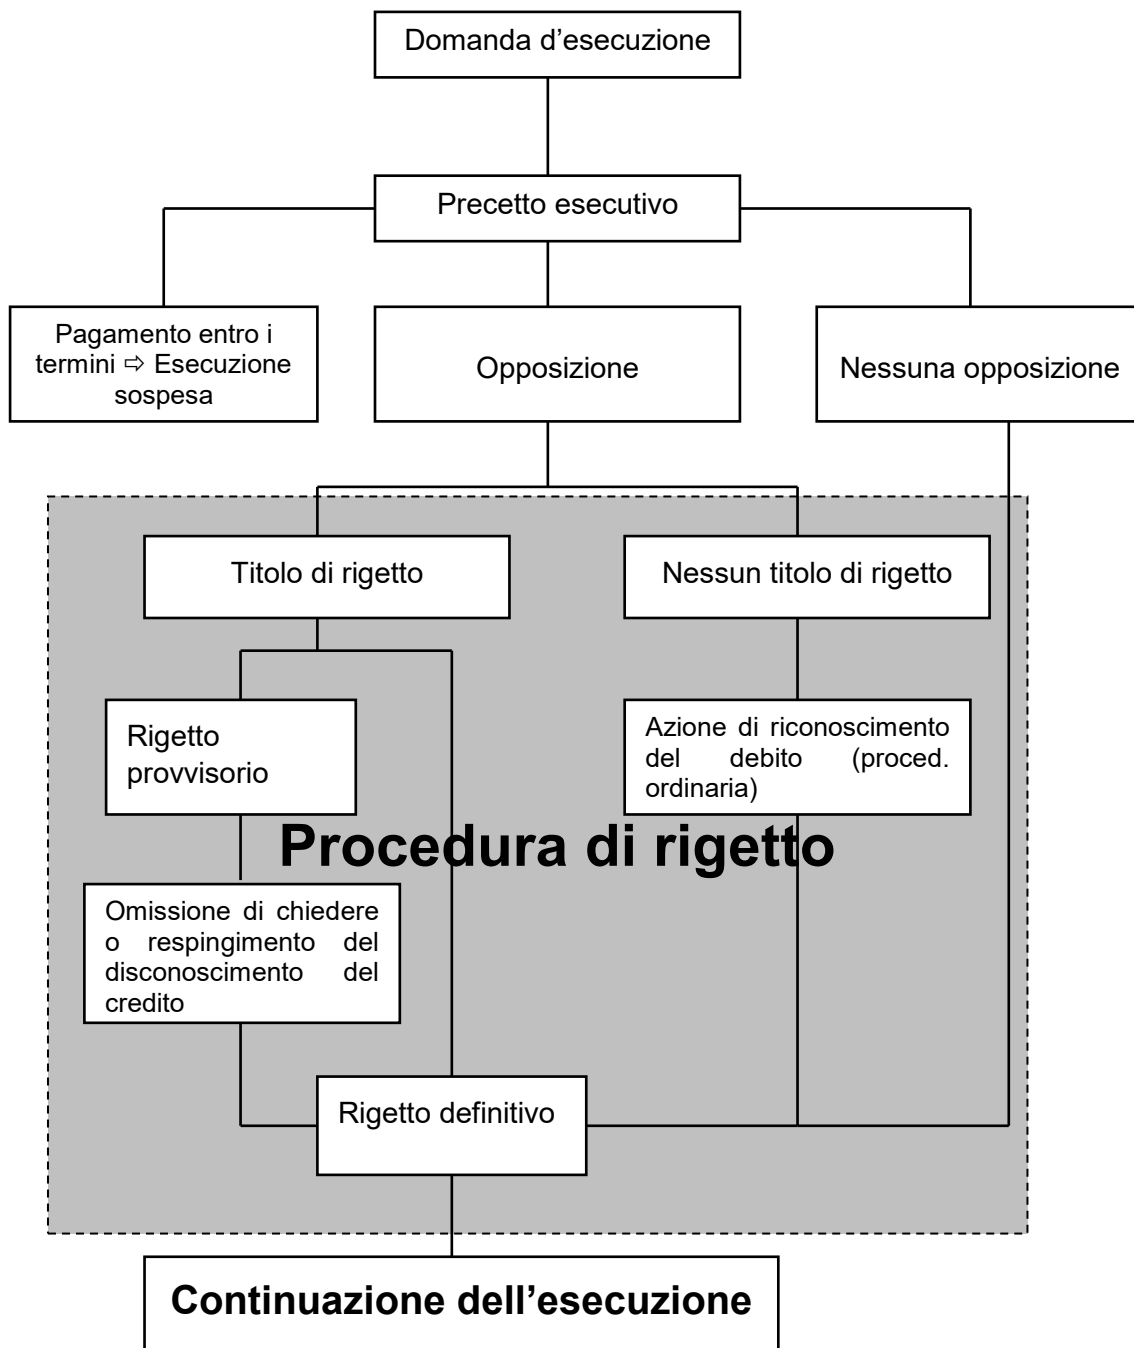 Domanda d’esecuzione
Precetto esecutivo
Pagamento entro i
termini ⇨ Esecuzione
sospesa
Opposizione
Nessuna opposizione
Titolo di rigetto
Nessun titolo di rigetto
Rigetto
provvisorio
Azione di riconoscimento
del debito (proced.
ordinaria)
Procedura di rigetto
Omissione di chiedere
o respingimento del
disconoscimento del
credito
Rigetto definitivo
Continuazione dell’esecuzione